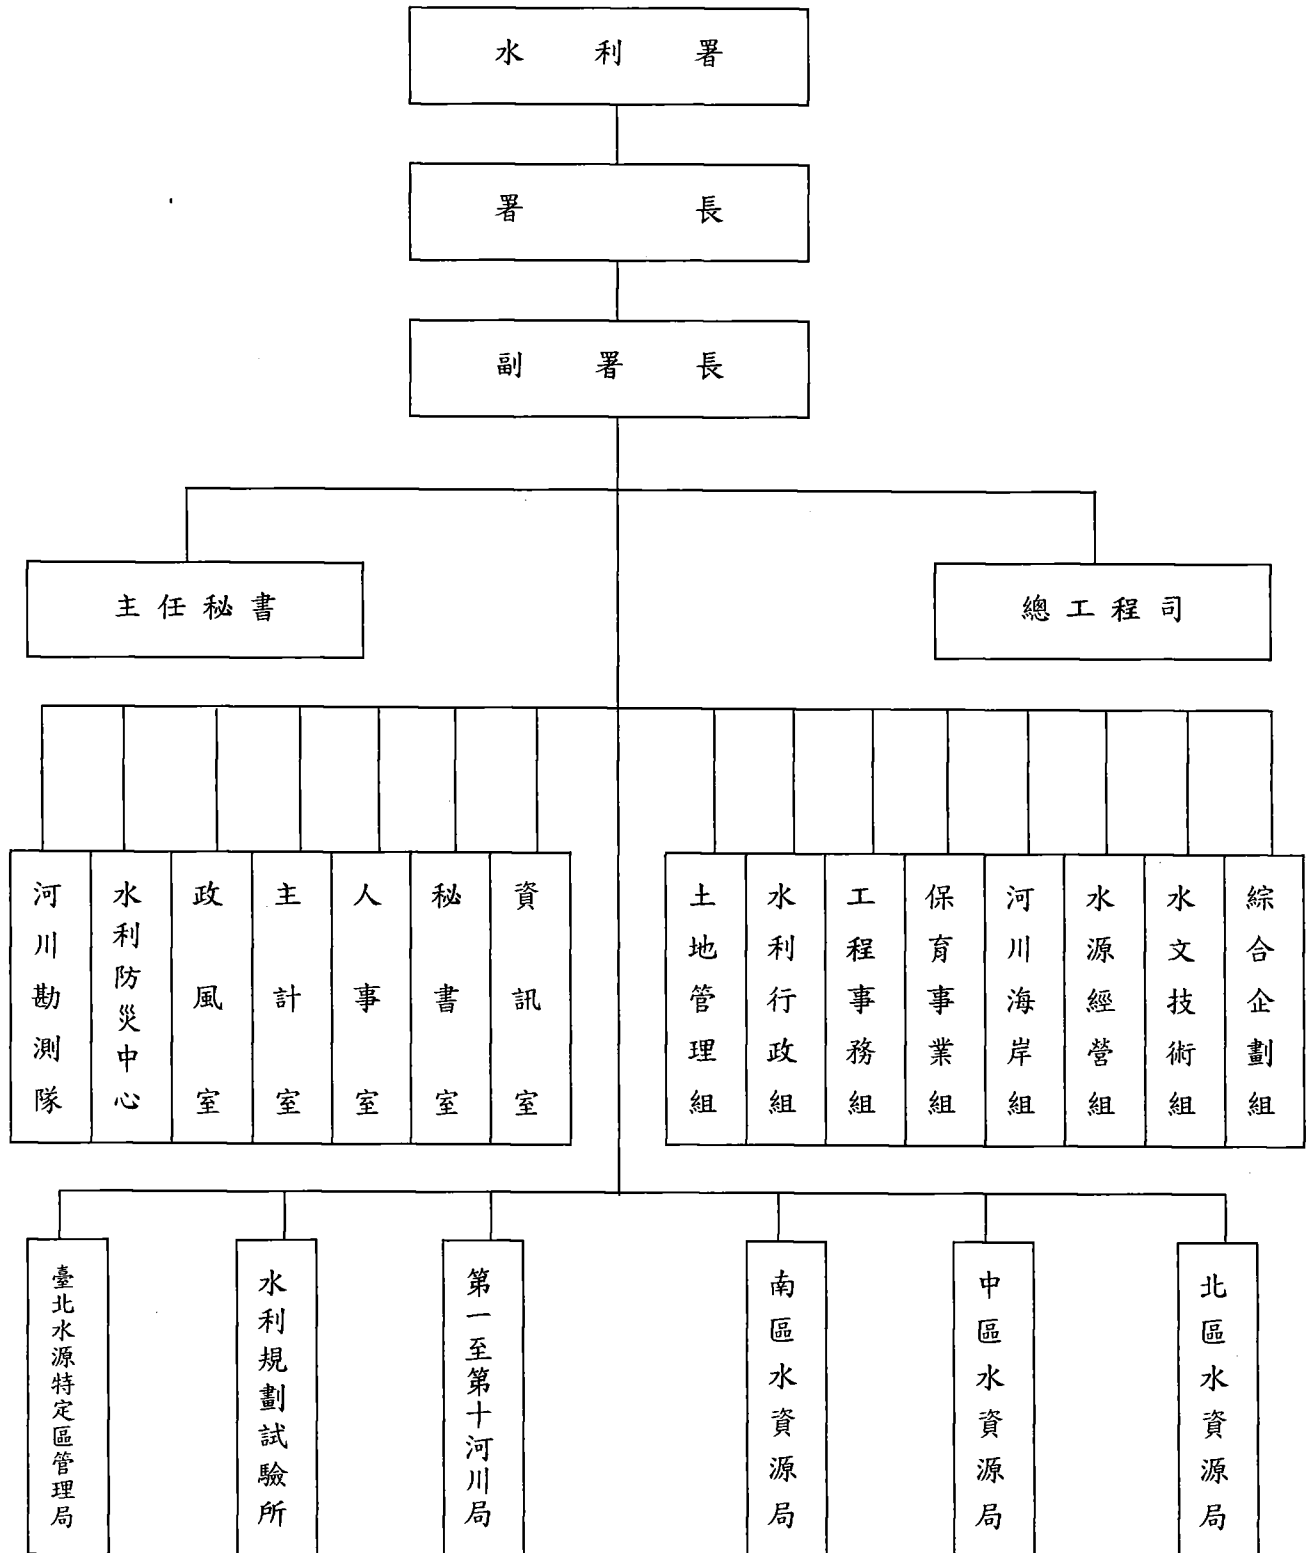 水利署
署長
副署長
主任秘書
總工程司
河川勘測隊
水利防災中心
政風室
主計室
人事室
秘書室
資訊室
土地管理組
水利行政組
工程事務組
保育事業組
河川海岸組
水源經營組
水文技術組
綜合企劃組
臺北水源特定區管理局
水利規劃試驗所
第一至第十河川局
南區水資源局
中區水資源局
北區水資源局